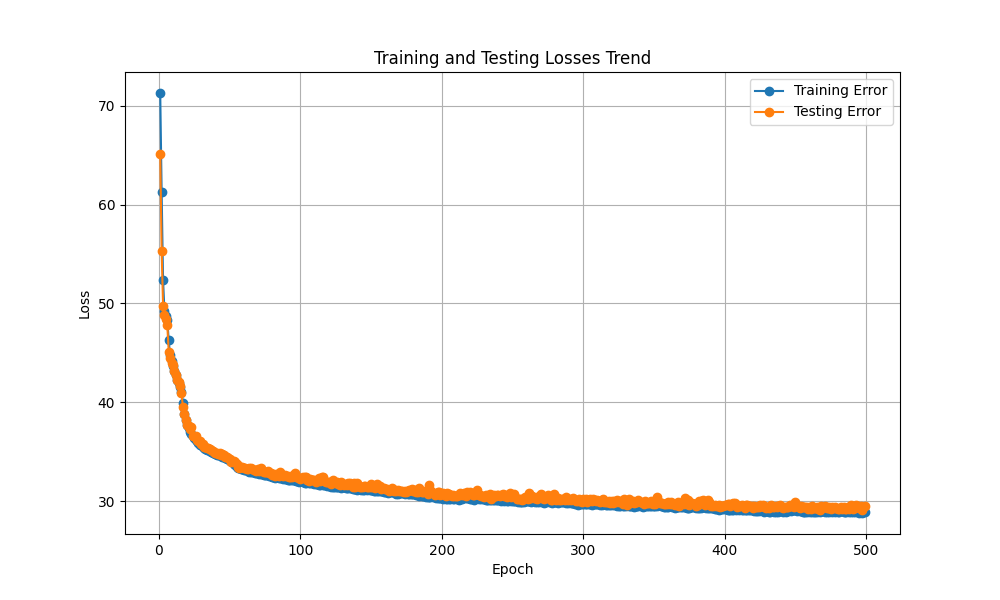 Training and Testing Losses Trend
Training Error
Testing Error
70
60
50
40
30
Loss
0 100 200 300 400 500
Epoch